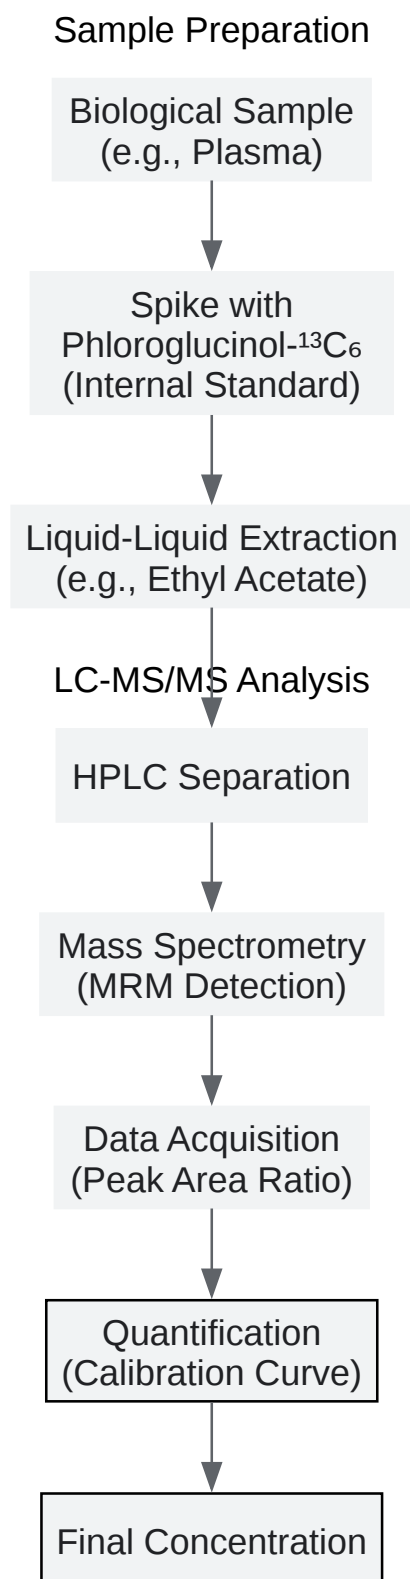 Sample Preparation
Biological Sample
(e.g., Plasma)
Spike with
Phloroglucinol-¹³C₆
(Internal Standard)
Liquid-Liquid Extraction
(e.g., Ethyl Acetate)
LC-MS/MS Analysis
HPLC Separation
Mass Spectrometry
(MRM Detection)
Data Acquisition
(Peak Area Ratio)
Quantification
(Calibration Curve)
Final Concentration